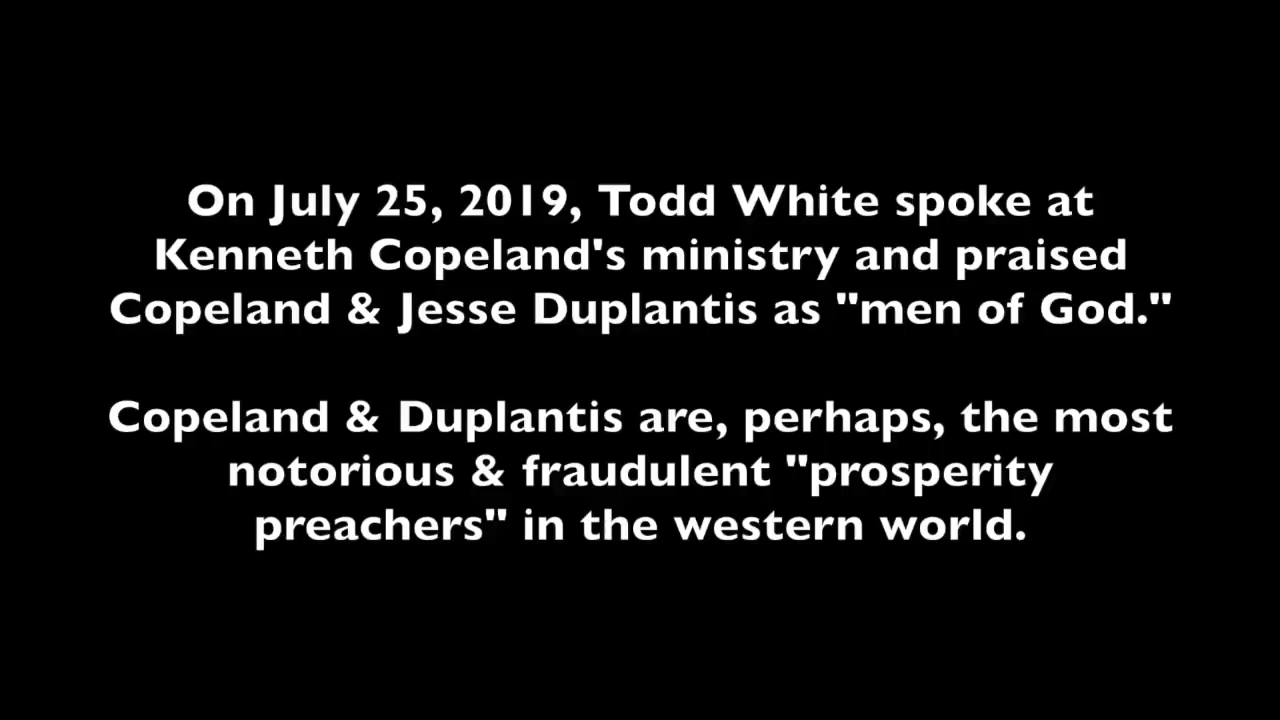 On July 25, 2019, Todd White spoke at
Kenneth Copeland's ministry and praised
Copeland & Jesse Duplantis as "men of God."
Copeland & Duplantis are, perhaps, the most
notorious & fraudulent "prosperity
preachers" in the western world.